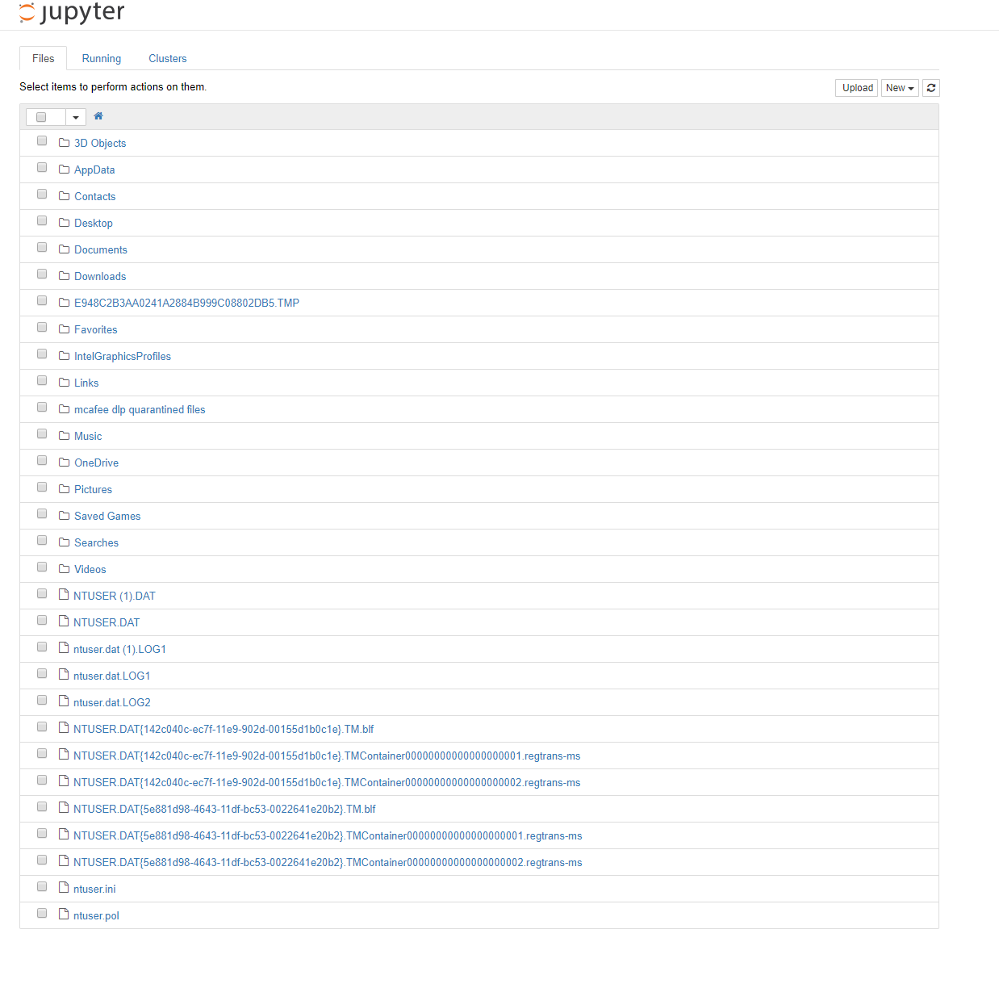 jupyter
Files Running Clusters
Select items to perform actions on them. Upload New
3D Objects
AppData
Contacts
Desktop
Documents
Downloads
E948C2B3AA0241A2884B999C08802DB5.TMP
Favorites
IntelGraphicsProfiles
Links
mcafee dlp quarantined files
Music
OneDrive
Pictures
Saved Games
Searches
Videos
NTUSER (1).DAT
NTUSER.DAT
ntuser.dat (1).LOG1
ntuser.dat.LOG1
ntuser.dat.LOG2
NTUSER.DAT{142c040c-ec7f-11e9-902d-00155d1b0c1e}.TM.blf
NTUSER.DAT{142c040c-ec7f-11e9-902d-00155d1b0c1e}.TMContainer00000000000000000001.regtrans-ms
NTUSER.DAT{142c040c-ec7f-11e9-902d-00155d1b0c1e}.TMContainer00000000000000000002.regtrans-ms
NTUSER.DAT{5e881d98-4643-11df-bc53-0022641e20b2}.TM.blf
NTUSER.DAT{5e881d98-4643-11df-bc53-0022641e20b2}.TMContainer00000000000000000001.regtrans-ms
NTUSER.DAT{5e881d98-4643-11df-bc53-0022641e20b2}.TMContainer00000000000000000002.regtrans-ms
ntuser.ini
ntuser.pol